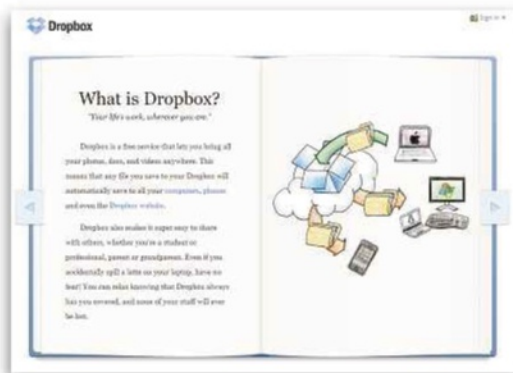 Dropbox
Sign in
What is Dropbox?
"Your life's work, wherever you are."
Dropbox is a free service that lets you bring all
your photos, docs, and videos anywhere. This
means that any file you save to your Dropbox will
automatically save to all your computers, phones
and even the Dropbox website.
Dropbox also makes it super easy to share
with others, whether you're a student or
professional, parent or grandparent. Even if you
accidentally spill a latte on your laptop, have no
fear! You can relax knowing that Dropbox always
has you covered, and none of your stuff will ever
be lost.